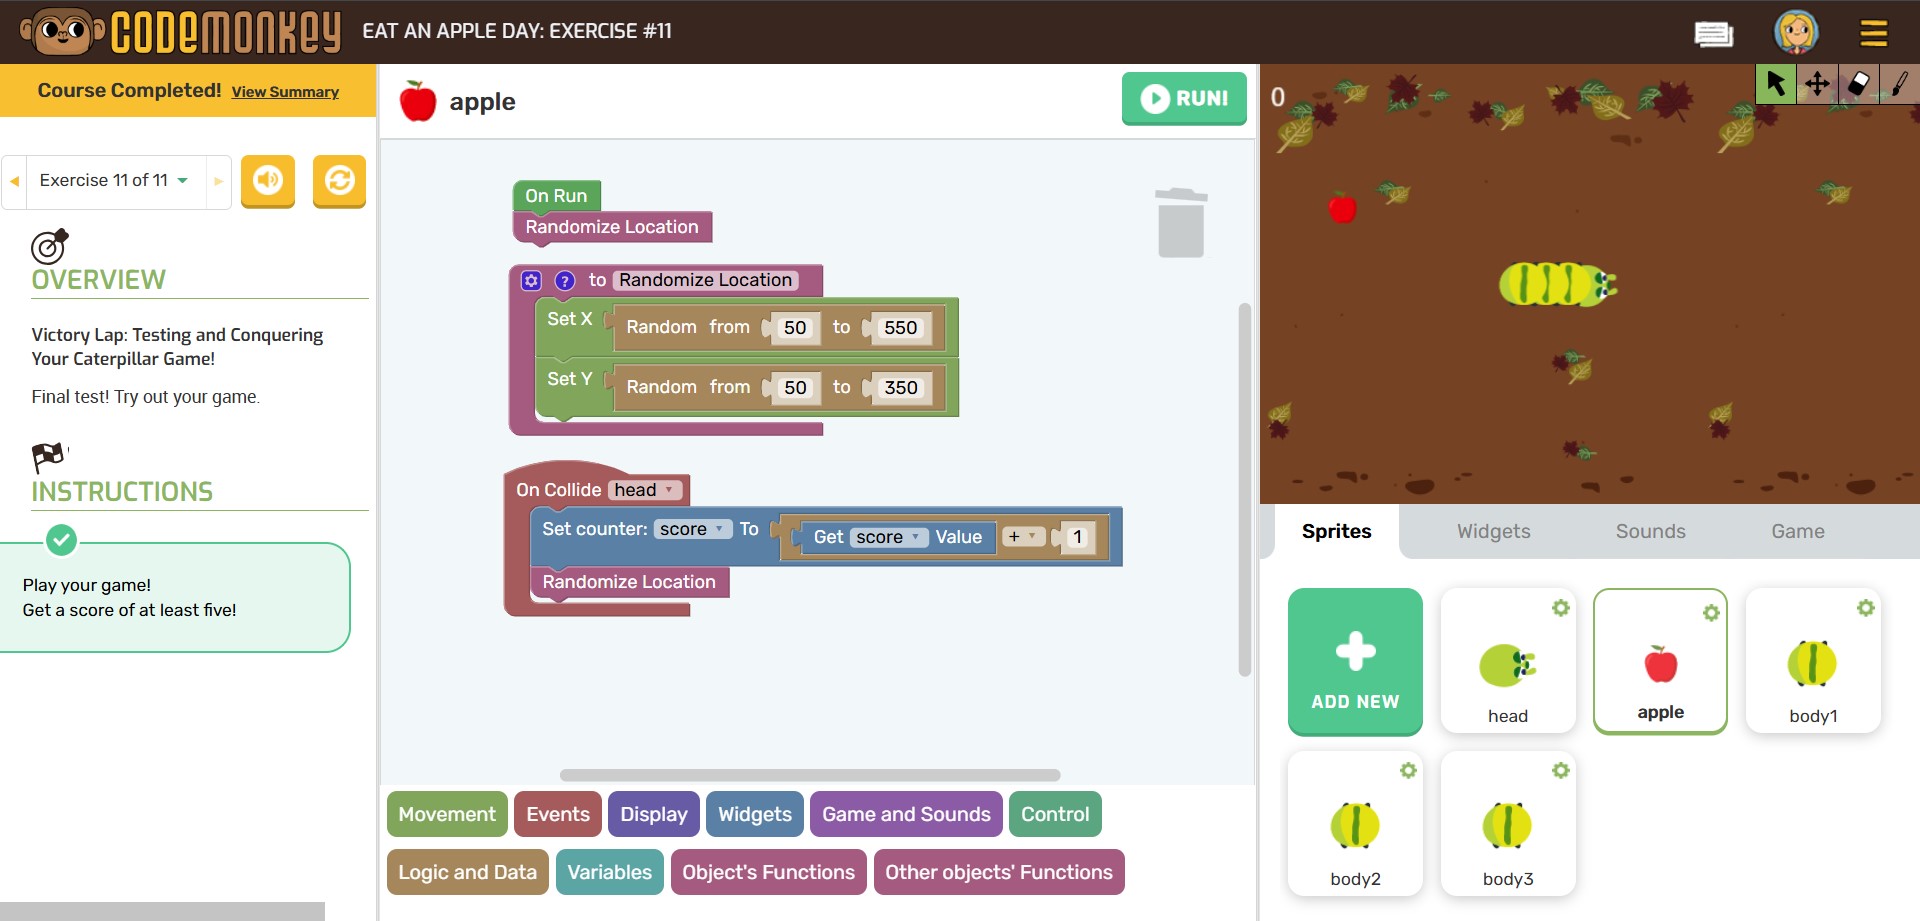 CODEMONKEY
EAT AN APPLE DAY: EXERCISE #11
Course Completed! View Summary
Exercise 11 of 11
OVERVIEW
Victory Lap: Testing and Conquering
Your Caterpillar Game!
Final test! Try out your game.
INSTRUCTIONS
Play your game!
Get a score of at least five!
apple
RUN!
On Run
Randomize Location
? to Randomize Location
Set X Random from 50 to 550
Set Y Random from 50 to 350
On Collide head
Set counter: score To Get score Value + 1
Randomize Location
Movement Events Display Widgets Game and Sounds Control
Logic and Data Variables Object's Functions Other objects' Functions
0
Sprites Widgets Sounds Game
ADD NEW
head
apple
body1
body2
body3